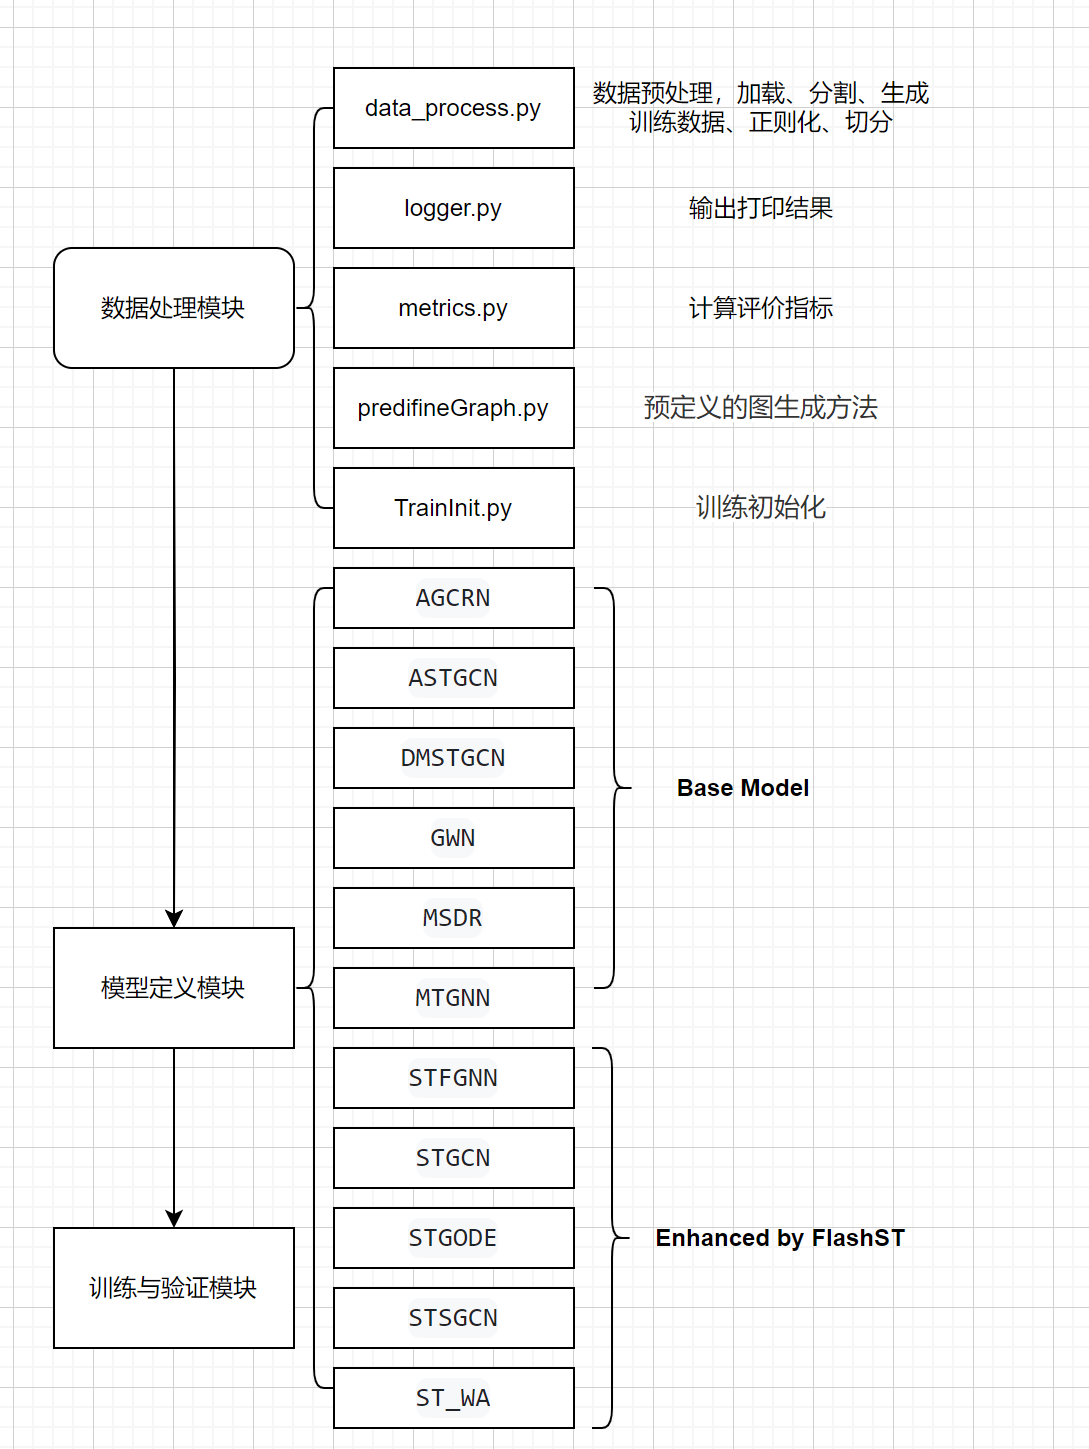 data_process.py
数据预处理，加载、分割、生成
训练数据、正则化、切分
logger.py
输出打印结果
数据处理模块
metrics.py
计算评价指标
predifineGraph.py
预定义的图生成方法
TrainInit.py
训练初始化
AGCRN
ASTGCN
DMSTGCN
Base Model
GWN
MSDR
模型定义模块
MTGNN
STFGNN
STGCN
STGODE
Enhanced by FlashST
训练与验证模块
STSGCN
ST_WA